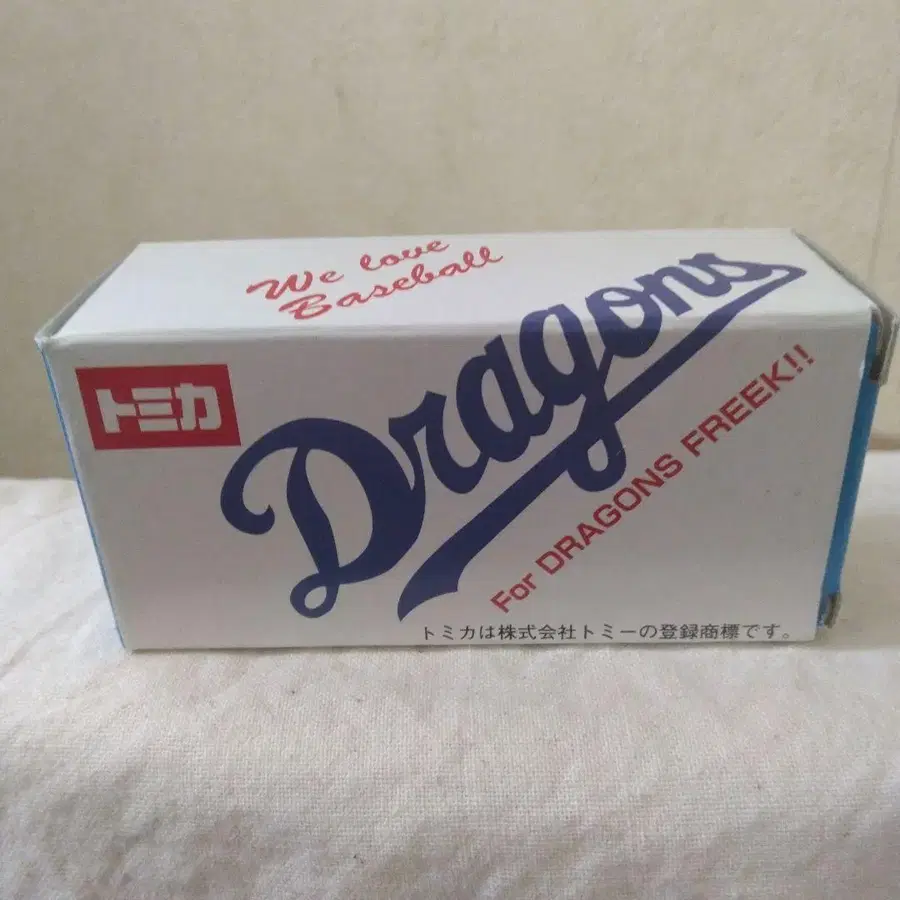 We love
Baseball
トミカ
Dragons
For DRAGONS FREEK!!
トミカは株式会社トミーの登録商標です。